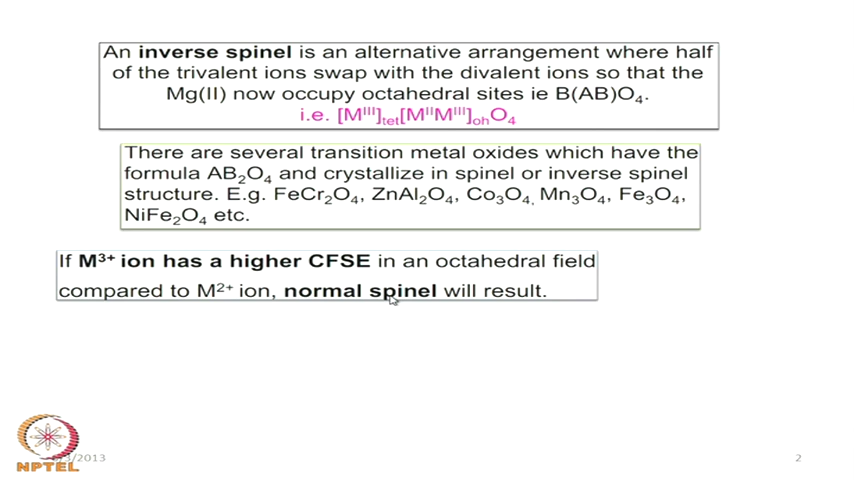 An inverse spinel is an alternative arrangement where half
of the trivalent ions swap with the divalent ions so that the
Mg(II) now occupy octahedral sites ie B(AB)O₄.
i.e. [Mᴵᴵᴵ]ₜₑₜ[MᴵᴵMᴵᴵᴵ]ₒₕO₄
There are several transition metal oxides which have the
formula AB₂O₄ and crystallize in spinel or inverse spinel
structure. E.g. FeCr₂O₄, ZnAl₂O₄, Co₃O₄, Mn₃O₄, Fe₃O₄,
NiFe₂O₄ etc.
If M³⁺ ion has a higher CFSE in an octahedral field
compared to M²⁺ ion, normal spinel will result.
/2013
2
NPTEL